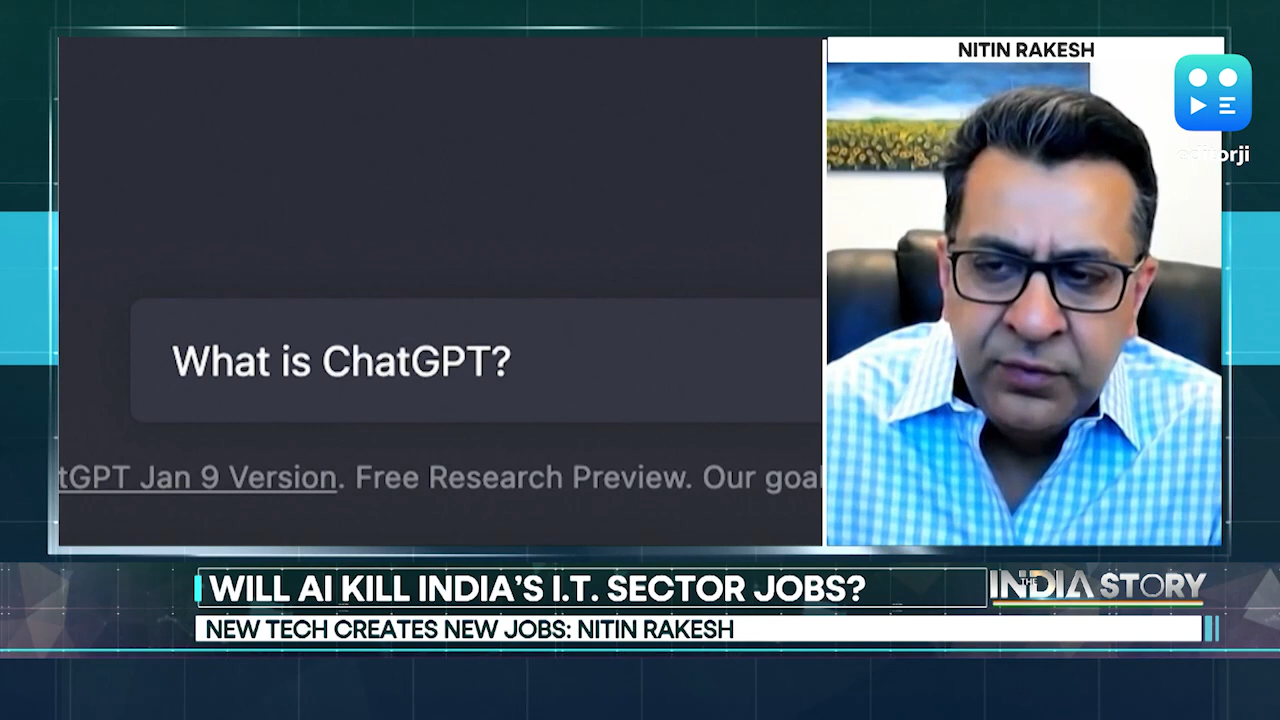 NITIN RAKESH
editorji
What is ChatGPT?
tGPT Jan 9 Version. Free Research Preview. Our goal
WILL AI KILL INDIA'S I.T. SECTOR JOBS?
THE INDIA STORY
NEW TECH CREATES NEW JOBS: NITIN RAKESH